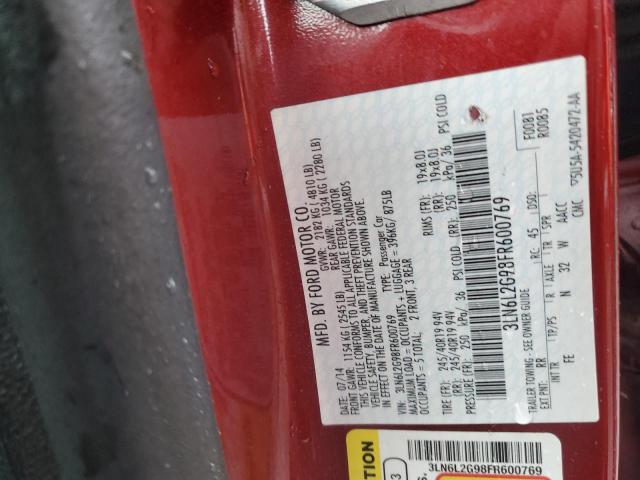 MFD. BY FORD MOTOR CO.
DATE: 07/14 GVWR: 2182 KG ( 4810 LB)
FRONT GAWR: 1154 KG ( 2545 LB) REAR GAWR: 1034 KG ( 2280 LB)
THIS VEHICLE CONFORMS TO ALL APPLICABLE FEDERAL MOTOR
VEHICLE SAFETY, BUMPER, AND THEFT PREVENTION STANDARDS
IN EFFECT ON THE DATE OF MANUFACTURE SHOWN ABOVE.
VIN: 3LN6L2G98FR600769 TYPE: Passenger Car
MAXIMUM LOAD = OCCUPANTS + LUGGAGE = 396KG/ 875LB
OCCUPANTS = 5 TOTAL, 2 FRONT, 3 REAR
TIRE (FR): 245/40R19 94V RIMS (FR): 19x8.0J
(RR): 245/40R19 94V (RR): 19x8.0J
PRESSURE (FR): 250 kPa/ 36 PSI COLD (RR): 250 kPa/ 36 PSI COLD
3LN6L2G98FR600769
F0081
R0085
TRAILER TOWING - SEE OWNER GUIDE
EXT PNT: RR RC: 45 DSO:
INT TR TP/PS R AXLE TR SPR
FE N 32 W AACC
CMC
5U5A-5420472-AA
3LN6L2G98FR600769